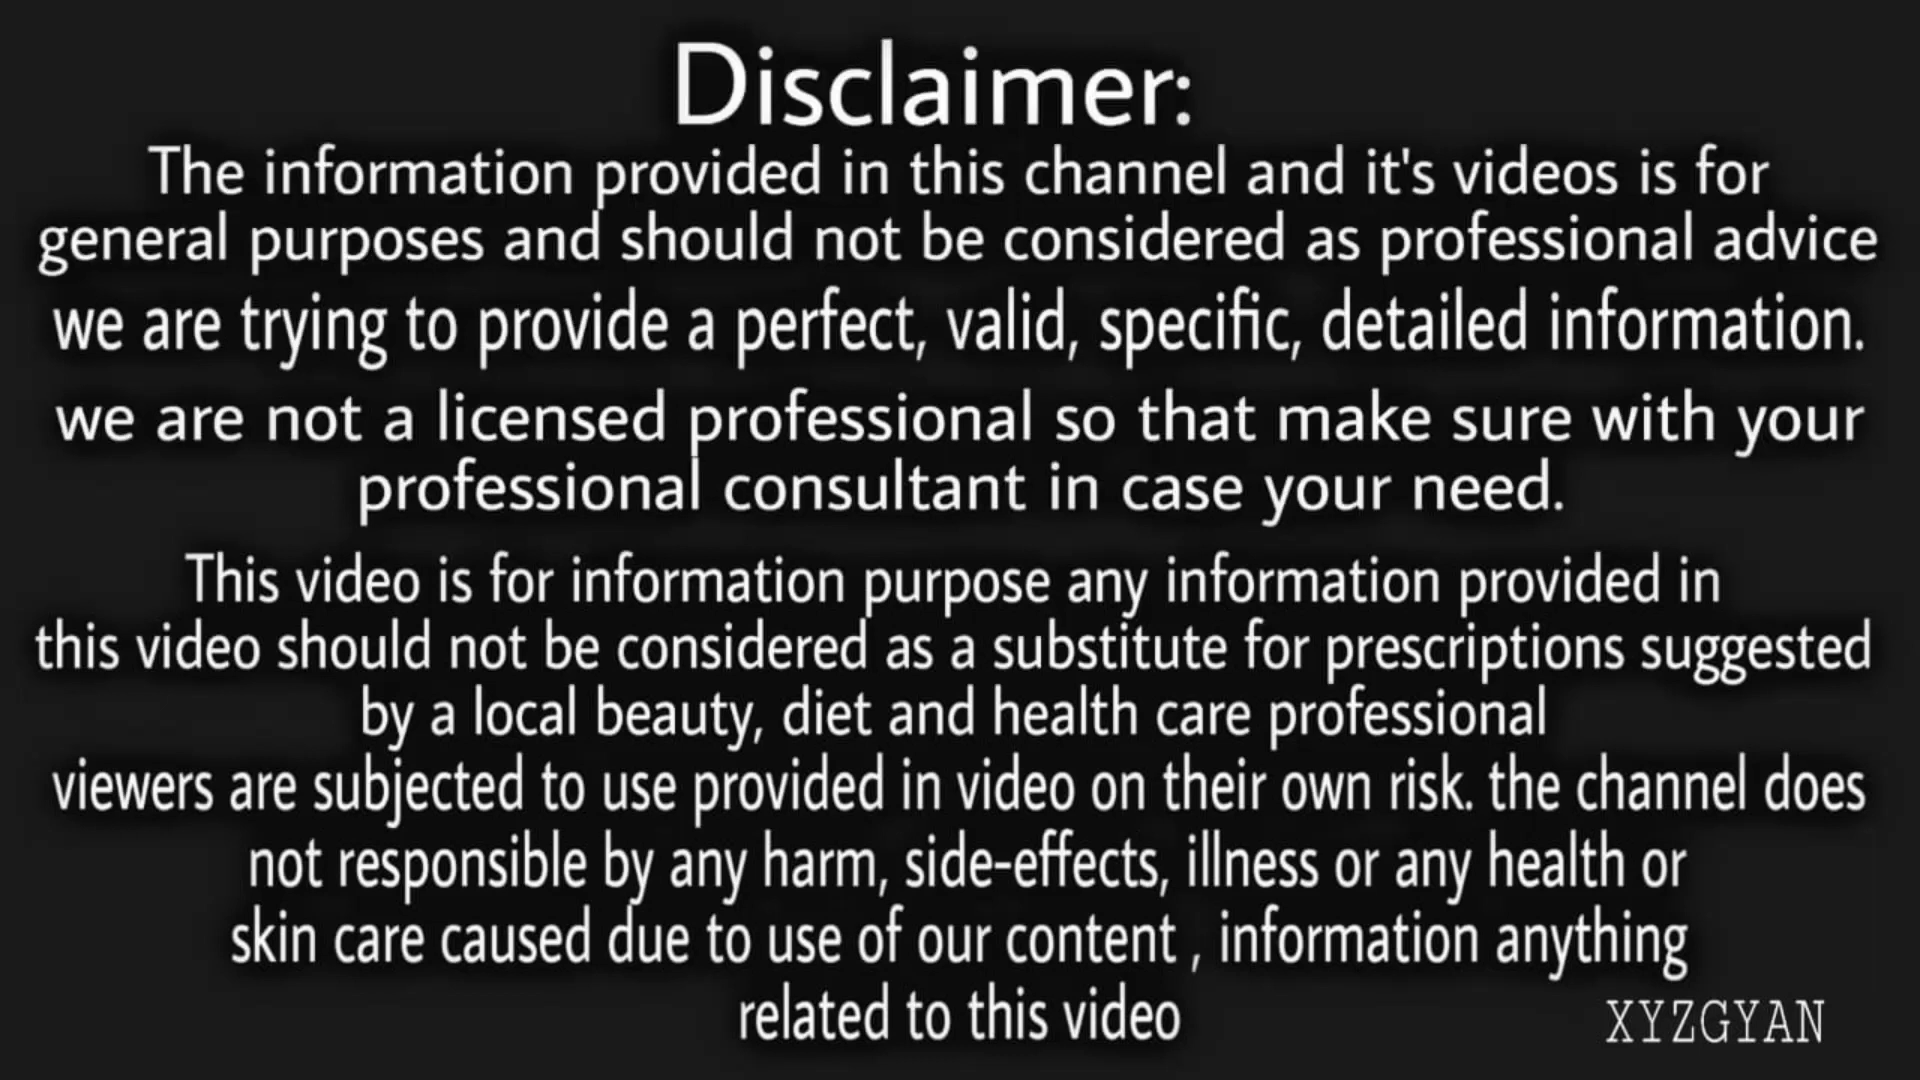 Disclaimer:
The information provided in this channel and it's videos is for
general purposes and should not be considered as professional advice
we are trying to provide a perfect, valid, specific, detailed information.
we are not a licensed professional so that make sure with your
professional consultant in case your need.
This video is for information purpose any information provided in
this video should not be considered as a substitute for prescriptions suggested
by a local beauty, diet and health care professional
viewers are subjected to use provided in video on their own risk. the channel does
not responsible by any harm, side-effects, illness or any health or
skin care caused due to use of our content , information anything
related to this video
XYZGYAN